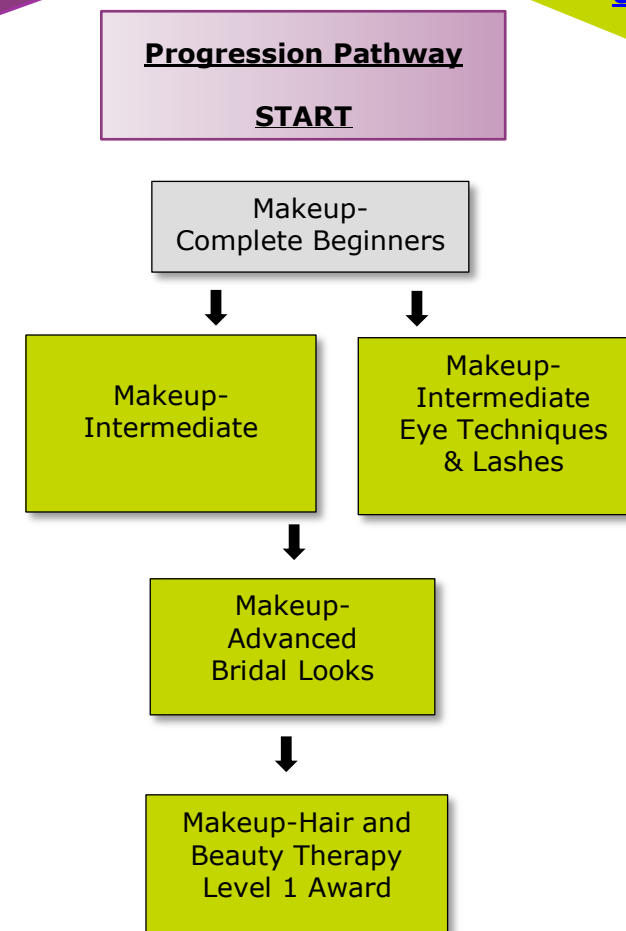 Progression Pathway
START
Makeup-
Complete Beginners
Makeup-
Intermediate
Makeup-
Intermediate
Eye Techniques
& Lashes
Makeup-
Advanced
Bridal Looks
Makeup-Hair and
Beauty Therapy
Level 1 Award